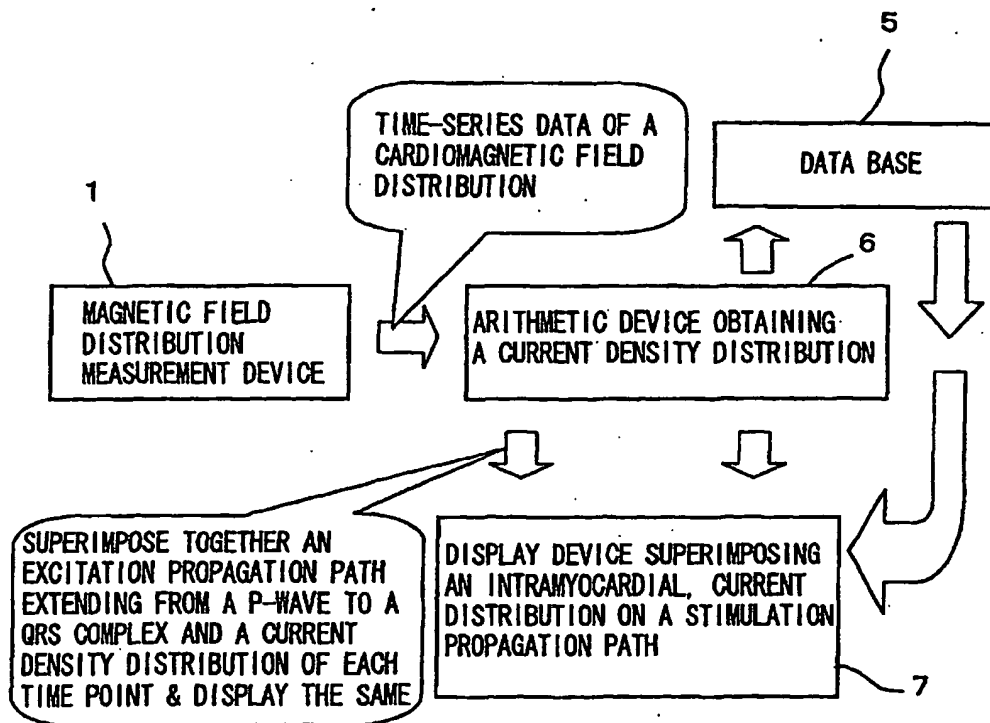 5
TIME-SERIES DATA OF A
CARDIOMAGNETIC FIELD
DISTRIBUTION
DATA BASE
1
6
MAGNETIC FIELD
DISTRIBUTION
MEASUREMENT DEVICE
ARITHMETIC DEVICE OBTAINING
A CURRENT DENSITY DISTRIBUTION
SUPERIMPOSE TOGETHER AN
EXCITATION PROPAGATION PATH
EXTENDING FROM A P-WAVE TO A
QRS COMPLEX AND A CURRENT
DENSITY DISTRIBUTION OF EACH
TIME POINT & DISPLAY THE SAME
DISPLAY DEVICE SUPERIMPOSING
AN INTRAMYOCARDIAL, CURRENT
DISTRIBUTION ON A STIMULATION
PROPAGATION PATH
7